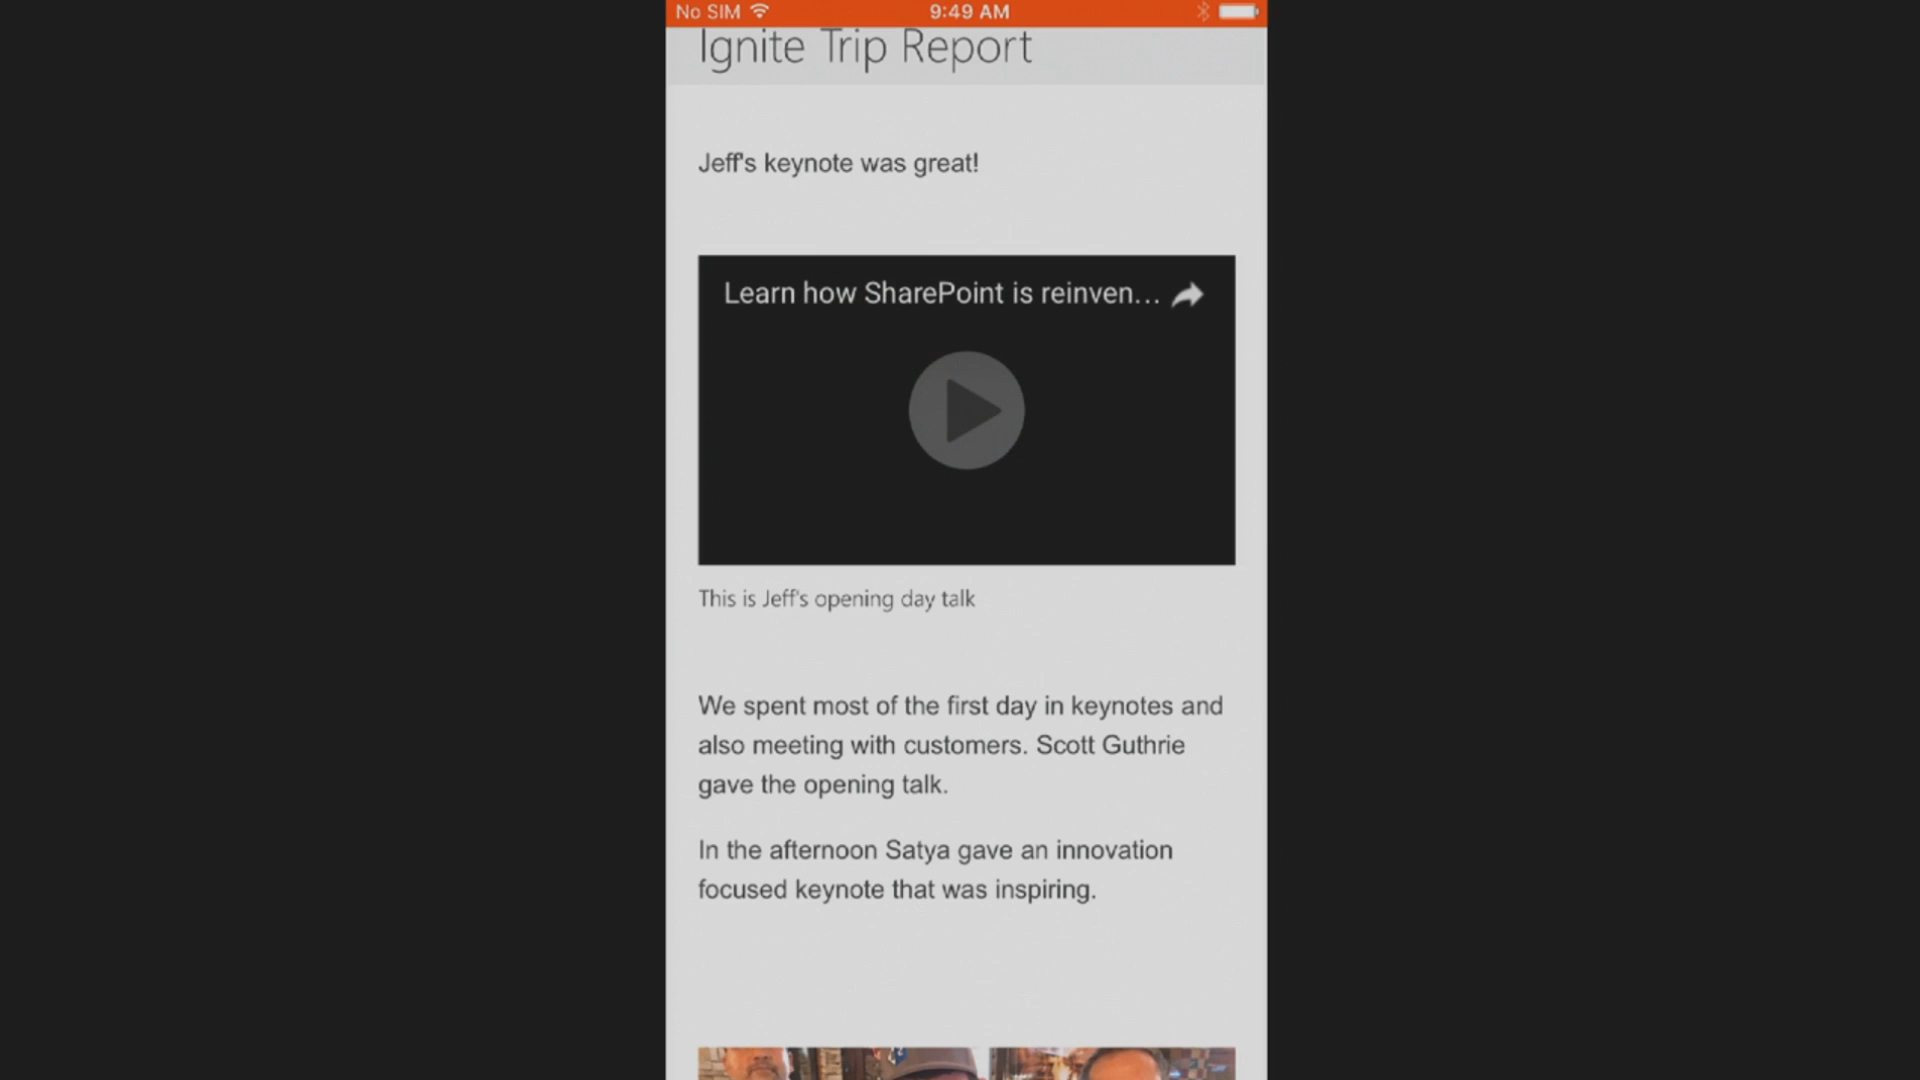 No SIM 9:49 AM
Ignite Trip Report
Jeff's keynote was great!
Learn how SharePoint is reinven...
This is Jeff's opening day talk
We spent most of the first day in keynotes and
also meeting with customers. Scott Guthrie
gave the opening talk.
In the afternoon Satya gave an innovation
focused keynote that was inspiring.